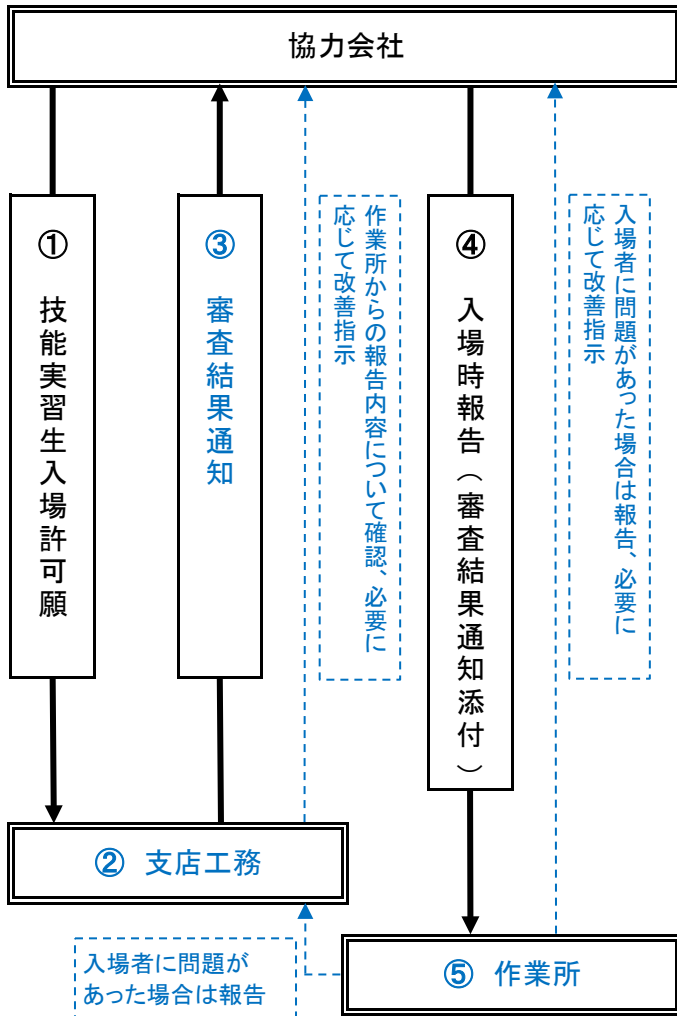 協力会社
① 技能実習生入場許可願
③ 審査結果通知
作業所からの報告内容について確認、必要に
応じて改善指示
④ 入場時報告（審査結果通知添付）
入場者に問題があった場合は報告、必要に
応じて改善指示
② 支店工務
⑤ 作業所
入場者に問題が
あった場合は報告